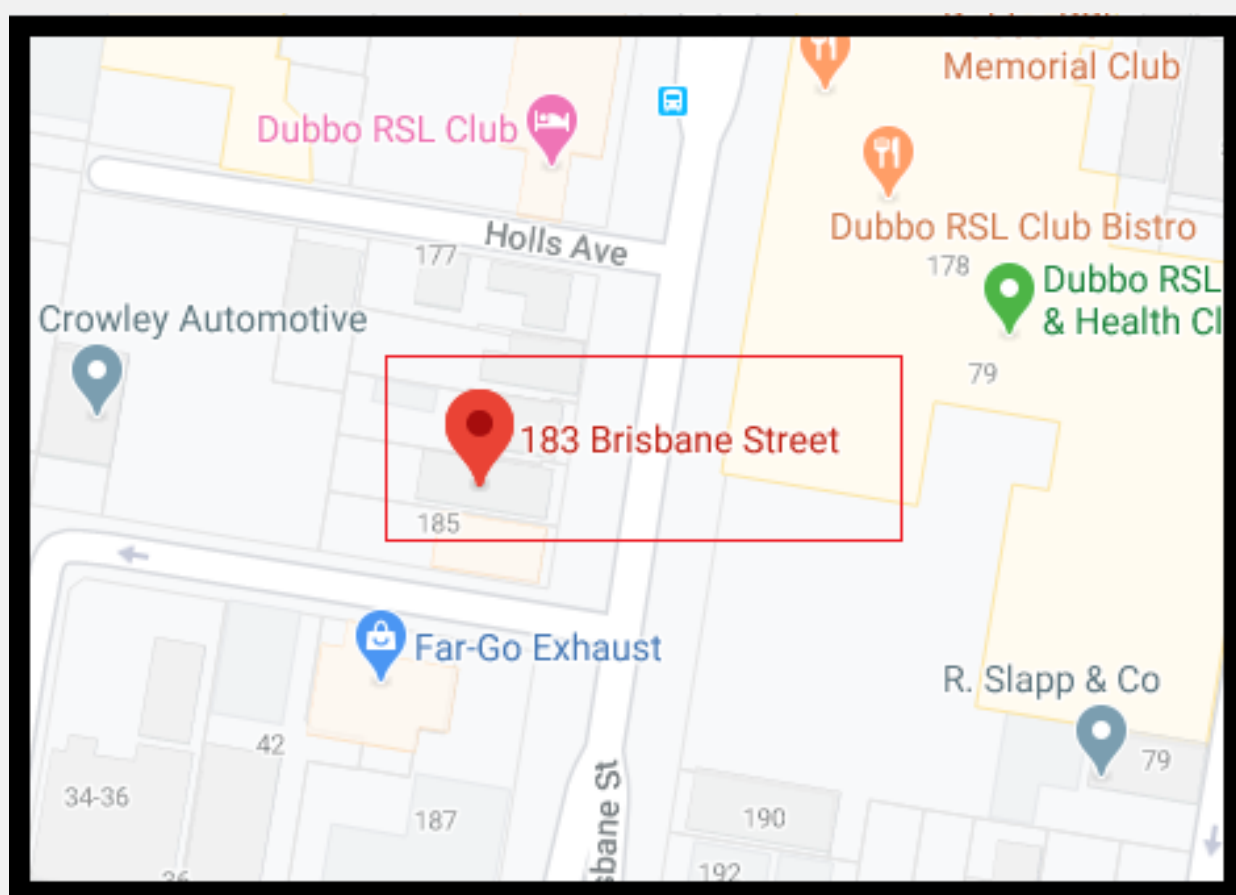 Memorial Club
Dubbo RSL Club
Dubbo RSL Club Bistro
Holls Ave
177
178
Dubbo RSL
& Health Cl
Crowley Automotive
79
183 Brisbane Street
185
Far-Go Exhaust
R. Slapp & Co
42
79
34-36
187
190
sbane St
192
36